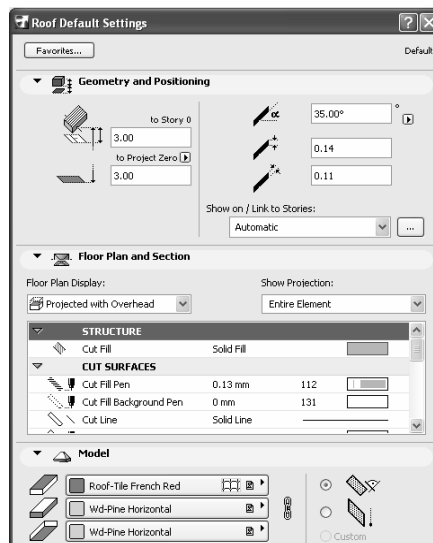 Roof Default Settings
Favorites...
Default
Geometry and Positioning
to Story 0
3.00
to Project Zero
3.00
α
35.00°
°
0.14
0.11
Show on / Link to Stories:
Automatic
...
Floor Plan and Section
Floor Plan Display:
Show Projection:
Projected with Overhead
Entire Element
STRUCTURE
Cut Fill Solid Fill
CUT SURFACES
Cut Fill Pen 0.13 mm 112
Cut Fill Background Pen 0 mm 131
Cut Line Solid Line
Model
Roof-Tile French Red
Wd-Pine Horizontal
Wd-Pine Horizontal
Custom